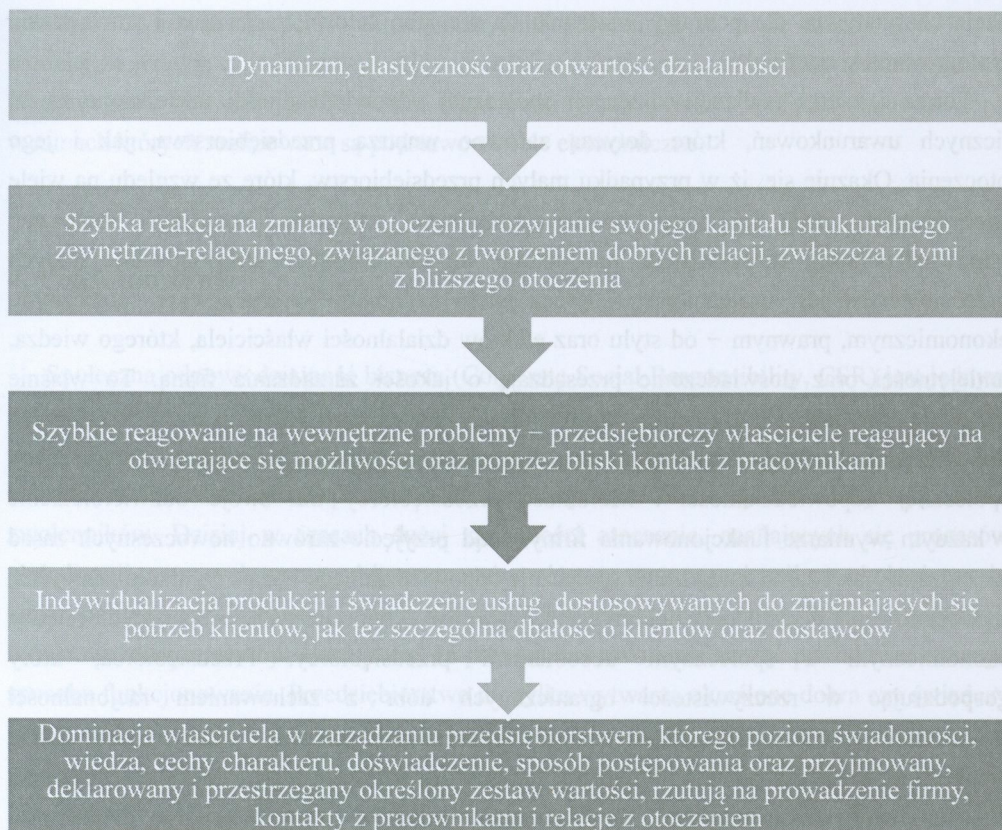 Dynamizm, elastyczność oraz otwartość działalności
Szybka reakcja na zmiany w otoczeniu, rozwijanie swojego kapitału strukturalnego
zewnętrzno-relacyjnego, związanego z tworzeniem dobrych relacji, zwłaszcza z tymi
z bliższego otoczenia
Szybkie reagowanie na wewnętrzne problemy – przedsiębiorczy właściciele reagujący na
otwierające się możliwości oraz poprzez bliski kontakt z pracownikami
Indywidualizacja produkcji i świadczenie usług dostosowywanych do zmieniających się
potrzeb klientów, jak też szczególna dbałość o klientów oraz dostawców
Dominacja właściciela w zarządzaniu przedsiębiorstwem, którego poziom świadomości,
wiedza, cechy charakteru, doświadczenie, sposób postępowania oraz przyjmowany,
deklarowany i przestrzegany określony zestaw wartości, rzutują na prowadzenie firmy,
kontakty z pracownikami i relacje z otoczeniem